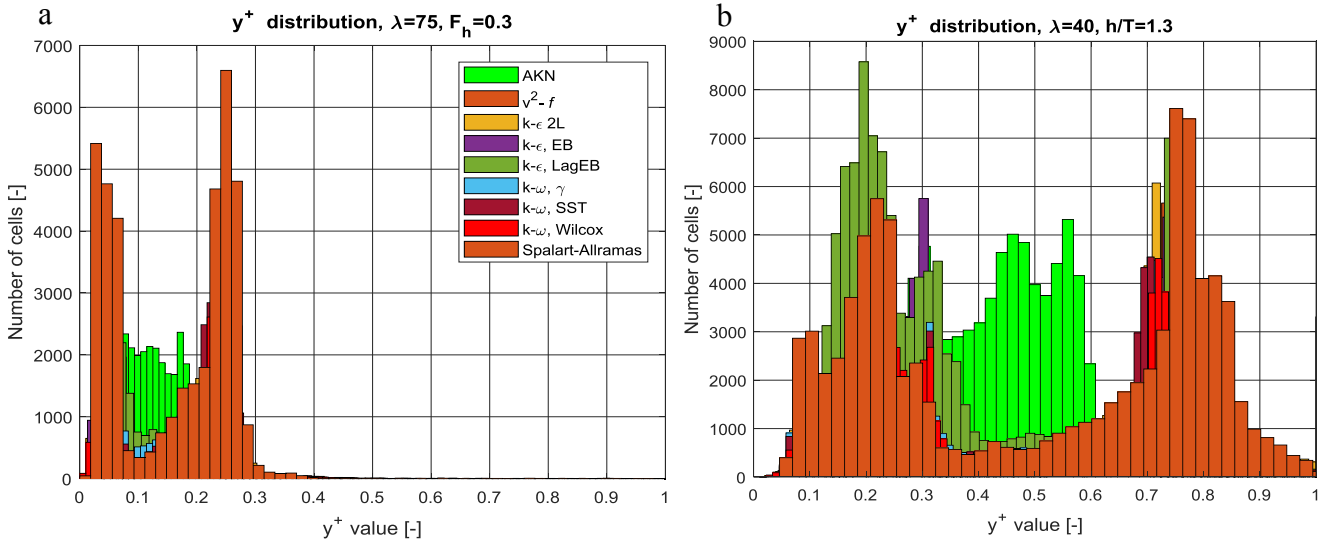 a
y+ distribution, λ=75, F_h=0.3
Number of cells [-]
7000
6000
5000
4000
3000
2000
1000
0
0 0.1 0.2 0.3 0.4 0.5 0.6 0.7 0.8 0.9 1
y+ value [-]
AKN
v²- f
k-ϵ 2L
k-ϵ, EB
k-ϵ, LagEB
k-ω, γ
k-ω, SST
k-ω, Wilcox
Spalart-Allramas
b
y+ distribution, λ=40, h/T=1.3
Number of cells [-]
9000
8000
7000
6000
5000
4000
3000
2000
1000
0
0 0.1 0.2 0.3 0.4 0.5 0.6 0.7 0.8 0.9 1
y+ value [-]